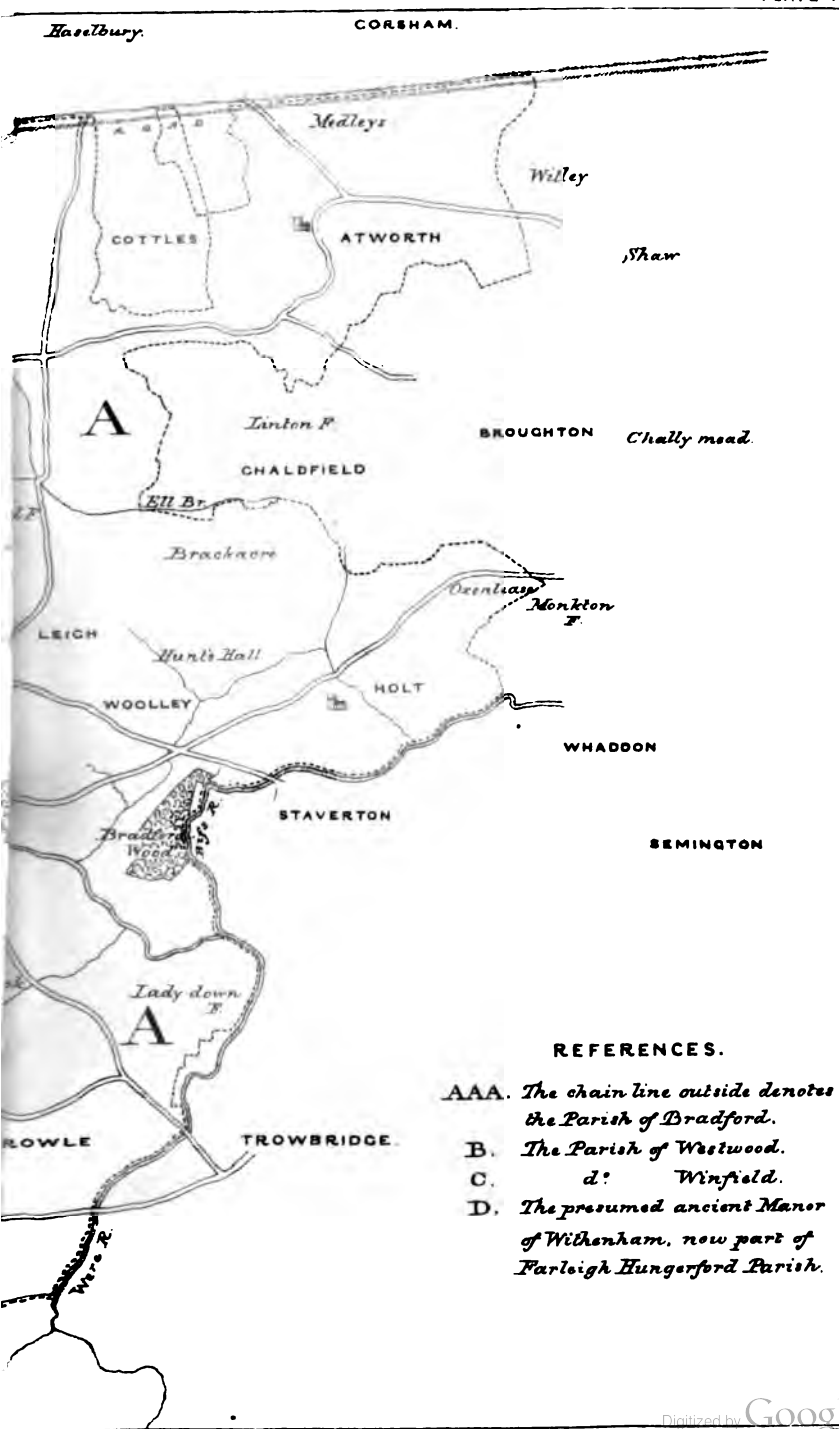 Haselbury.
CORSHAM.
Medleys
Witley
COTTLES
ATWORTH
Shaw
A
Linton F.
BROUGHTON
Chally mead.
CHALDFIELD
Ell Br.
Brackacre
Oxenlease
Monkton
F.
LEIGH
Hunt's Hall
HOLT
WOOLLEY
WHADDON
STAVERTON
Bradford
Wood
SEMINGTON
Lady down
F.
A
REFERENCES.
AAA. The chain line outside denotes
the Parish of Bradford.
B. The Parish of Westwood.
C. do. Winfield.
D. The presumed ancient Manor
of Withenham, now part of
Farleigh Hungerford Parish.
ROWLE
TROWBRIDGE.
Were R.
Digitized by Goog